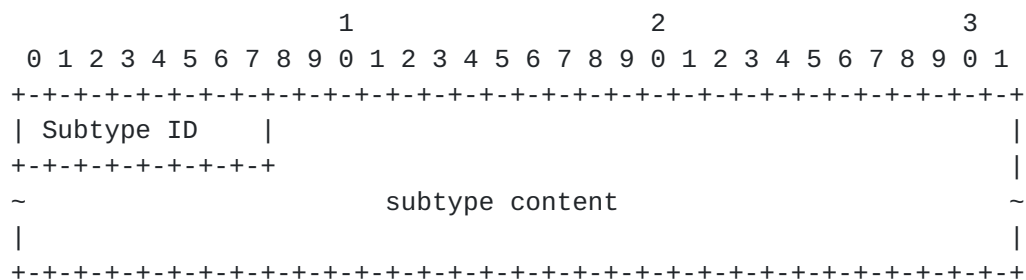 1                   2                   3
 0 1 2 3 4 5 6 7 8 9 0 1 2 3 4 5 6 7 8 9 0 1 2 3 4 5 6 7 8 9 0 1
+-+-+-+-+-+-+-+-+-+-+-+-+-+-+-+-+-+-+-+-+-+-+-+-+-+-+-+-+-+-+-+-+
| Subtype ID    |                                               |
+-+-+-+-+-+-+-+-+                                               |
~                       subtype content                         ~
|                                                               |
+-+-+-+-+-+-+-+-+-+-+-+-+-+-+-+-+-+-+-+-+-+-+-+-+-+-+-+-+-+-+-+-+